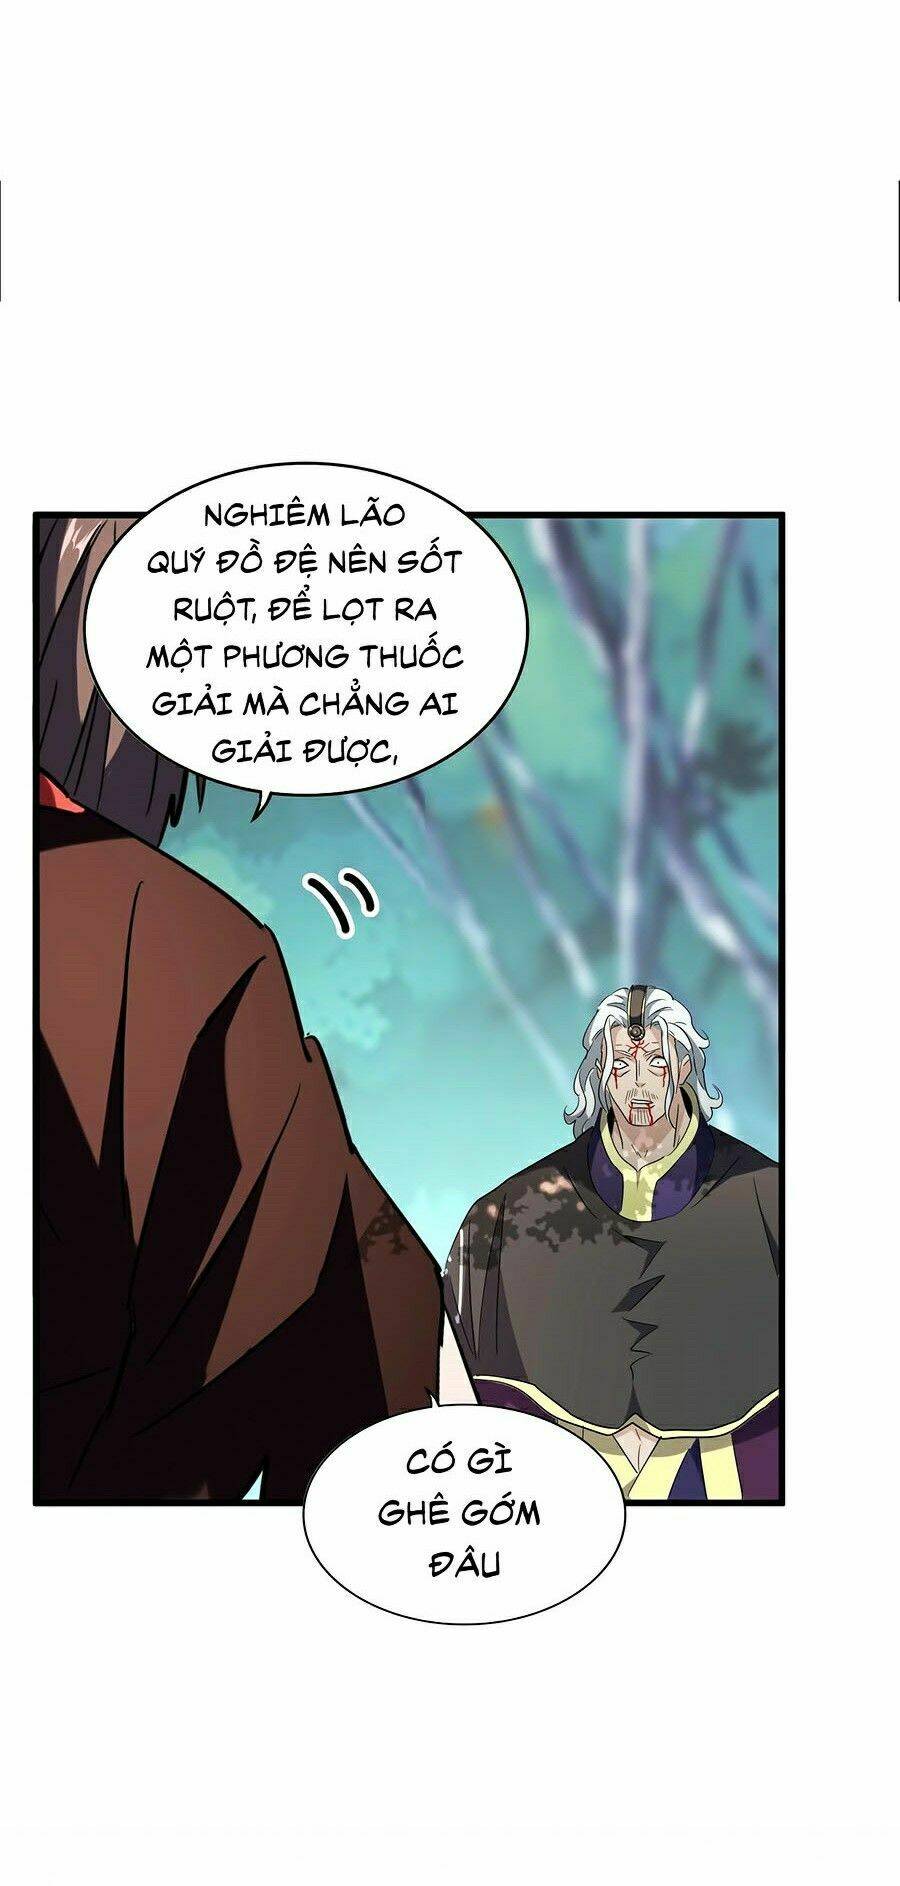 NGHIÊM LÃO
QUÝ ĐỒ ĐỆ NÊN SỐT
RUỘT, ĐỂ LỌT RA
MỘT PHƯƠNG THUỐC
GIẢI MÀ CHẲNG AI
GIẢI ĐƯỢC,
CÓ GÌ
GHÊ GỚM
ĐÂU